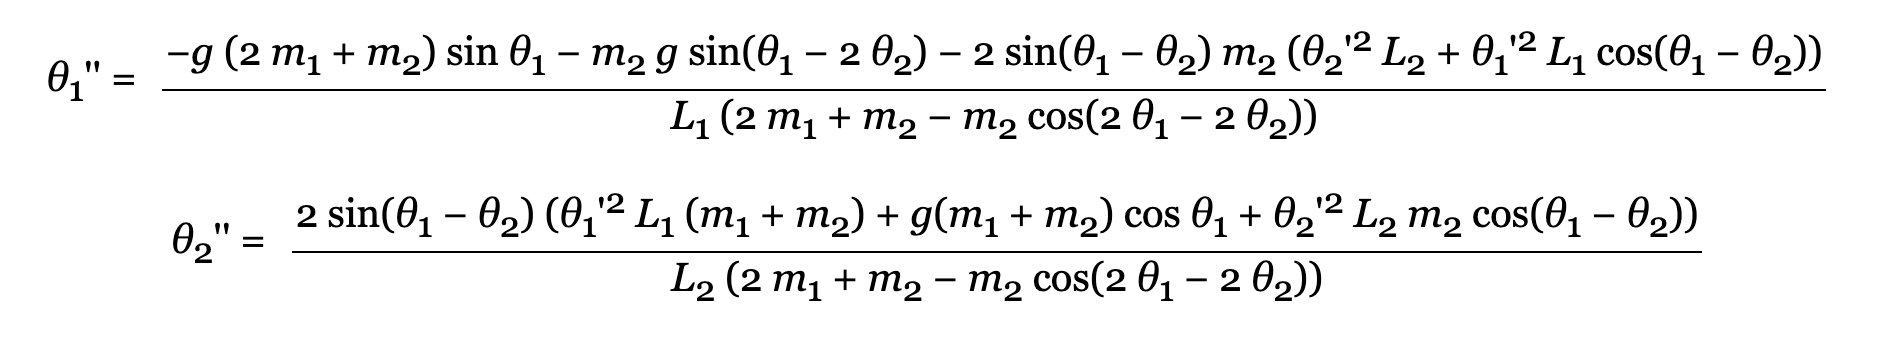 θ₁'' = −g (2 m₁ + m₂) sin θ₁ − m₂ g sin(θ₁ − 2 θ₂) − 2 sin(θ₁ − θ₂) m₂ (θ₂'² L₂ + θ₁'² L₁ cos(θ₁ − θ₂))
L₁ (2 m₁ + m₂ − m₂ cos(2 θ₁ − 2 θ₂))
θ₂'' = 2 sin(θ₁ − θ₂) (θ₁'² L₁ (m₁ + m₂) + g(m₁ + m₂) cos θ₁ + θ₂'² L₂ m₂ cos(θ₁ − θ₂))
L₂ (2 m₁ + m₂ − m₂ cos(2 θ₁ − 2 θ₂))